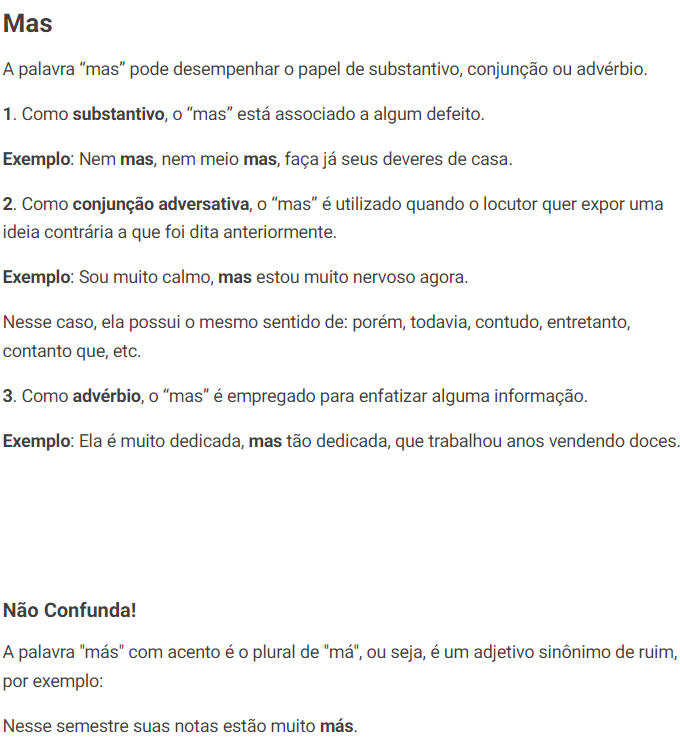 Mas
A palavra “mas” pode desempenhar o papel de substantivo, conjunção ou advérbio.
1. Como substantivo, o “mas” está associado a algum defeito.
Exemplo: Nem mas, nem meio mas, faça já seus deveres de casa.
2. Como conjunção adversativa, o “mas” é utilizado quando o locutor quer expor uma
ideia contrária a que foi dita anteriormente.
Exemplo: Sou muito calmo, mas estou muito nervoso agora.
Nesse caso, ela possui o mesmo sentido de: porém, todavia, contudo, entretanto,
contanto que, etc.
3. Como advérbio, o “mas” é empregado para enfatizar alguma informação.
Exemplo: Ela é muito dedicada, mas tão dedicada, que trabalhou anos vendendo doces.
Não Confunda!
A palavra "más" com acento é o plural de "má", ou seja, é um adjetivo sinônimo de ruim,
por exemplo:
Nesse semestre suas notas estão muito más.